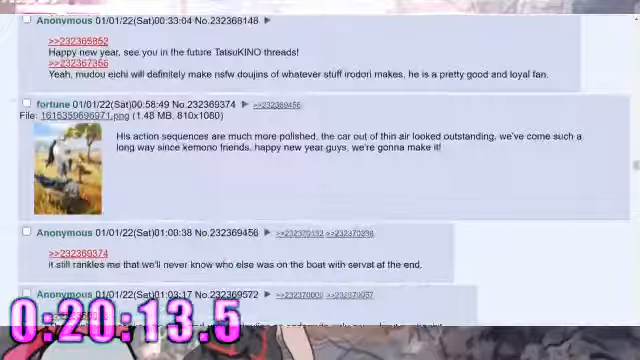 Anonymous 01/01/22(Sat)00:33:04 No.232368148
>>232365852
Happy new year, see you in the future TatsuKINO threads!
>>232367356
Yeah, mudou eichi will definitely make nsfw doujins of whatever stuff irodori makes, he is a pretty good and loyal fan.
fortune 01/01/22(Sat)00:58:49 No.232369374 >>232369456
File: 1615359696971.png (1.48 MB, 810x1080)
His action sequences are much more polished, the car out of thin air looked outstanding, we've come such a
long way since kemono friends, happy new year guys, we're gonna make it!
Anonymous 01/01/22(Sat)01:00:38 No.232369456
>>232369374
it still rankles me that we'll never know who else was on the boat with serval at the end.
Anonymous 01/01/22(Sat)01:03:17 No.232369572
0:20:13.5